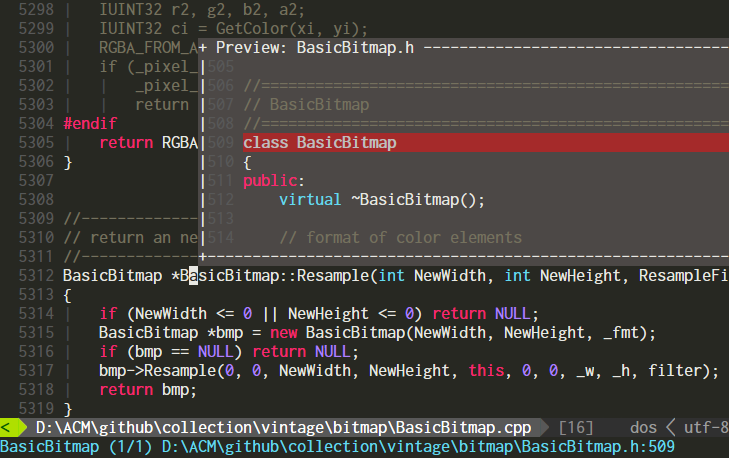 5298 |   IUINT32 r2, g2, b2, a2;
5299 |   IUINT32 ci = GetColor(xi, yi);
5300 |   RGBA_FROM_A+ Preview: BasicBitmap.h ----------------------------------
5301 |   if (_pixel_|505
5302 |   |   _pixel_|506 //====================================================
5303 |   |   return |507 // BasicBitmap
5304 #endif         |508 //====================================================
5305 |   return RGBA|509 class BasicBitmap
5306 }              |510 {
5307                |511 public:
5308                |512     virtual ~BasicBitmap();
5309 //-------------|513
5310 // return an ne|514     // format of color elements
5311 //-------------+----------------------------------------------------------
5312 BasicBitmap *BasicBitmap::Resample(int NewWidth, int NewHeight, ResampleFi
5313 {
5314 |   if (NewWidth <= 0 || NewHeight <= 0) return NULL;
5315 |   BasicBitmap *bmp = new BasicBitmap(NewWidth, NewHeight, _fmt);
5316 |   if (bmp == NULL) return NULL;
5317 |   bmp->Resample(0, 0, NewWidth, NewHeight, this, 0, 0, _w, _h, filter);
5318 |   return bmp;
5319 }
< D:\ACM\github\collection\vintage\bitmap\BasicBitmap.cpp [16] dos < utf-8
BasicBitmap (1/1) D:\ACM\github\collection\vintage\bitmap\BasicBitmap.h:509